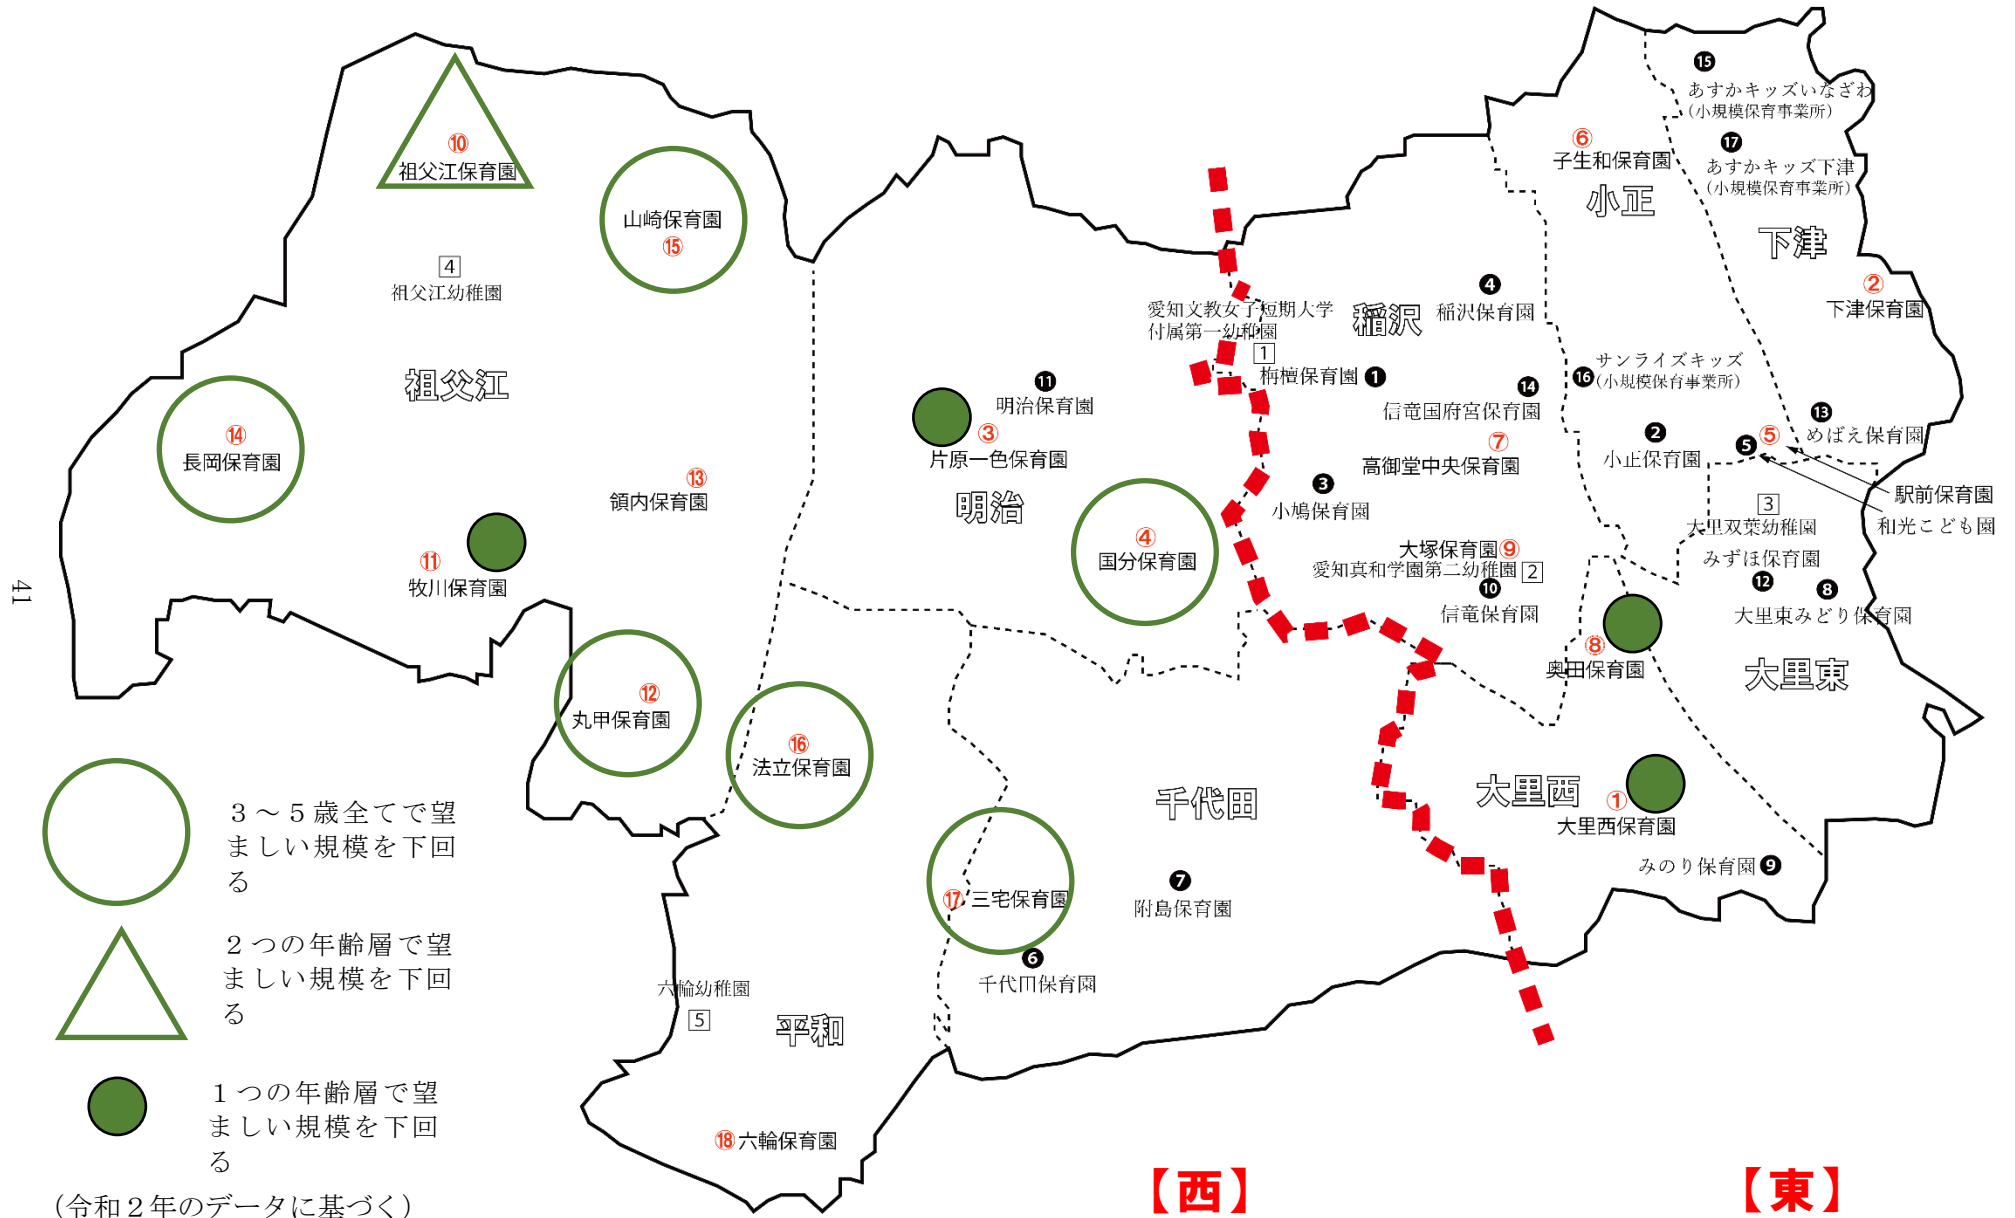 ⑮
あすかキッズいなざわ
（小規模保育事業所）
⑰
あすかキッズ下津
（小規模保育事業所）
⑥
子生和保育園
小正
下津
②
下津保育園
⑩
祖父江保育園
山崎保育園
⑮
4
祖父江幼稚園
祖父江
⑭
長岡保育園
⑬
領内保育園
⑪
牧川保育園
⑫
丸甲保育園
⑯
法立保育園
⑪
明治保育園
③
片原一色保育園
明治
④
国分保育園
愛知文教女子短期大学
付属第一幼稚園
1
稲沢
④
稲沢保育園
栴檀保育園 ❶
⑭
信竜国府宮保育園
⑦
高御堂中央保育園
❸
小鳩保育園
大塚保育園⑨
愛知真和学園第二幼稚園 2
❿
信竜保育園
サンライズキッズ
⓰（小規模保育事業所）
❷
小正保育園
⓭
めばえ保育園
❺ ⑤
駅前保育園
和光こども園
3
大里双葉幼稚園
みずほ保育園
⓬
❽
大里東みどり保育園
大里東
⑧
奥田保育園
大里西
①
大里西保育園
みのり保育園 ❾
千代田
❼
附島保育園
⑰ 三宅保育園
❻
千代田保育園
六輪幼稚園
5
平和
⑱六輪保育園
３～５歳全てで望
ましい規模を下回
る
２つの年齢層で望
ましい規模を下回
る
１つの年齢層で望
ましい規模を下回
る
（令和２年のデータに基づく）
【西】
【東】
41